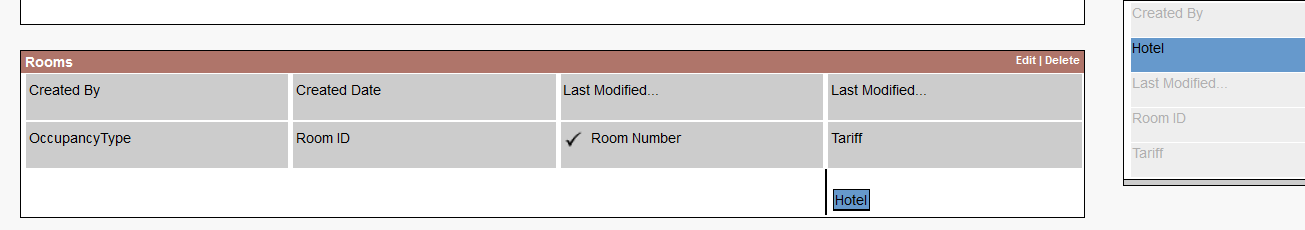 Rooms Edit | Delete
Created By Created Date Last Modified... Last Modified...
OccupancyType Room ID Room Number Tariff
Hotel
Created By
Hotel
Last Modified...
Room ID
Tariff